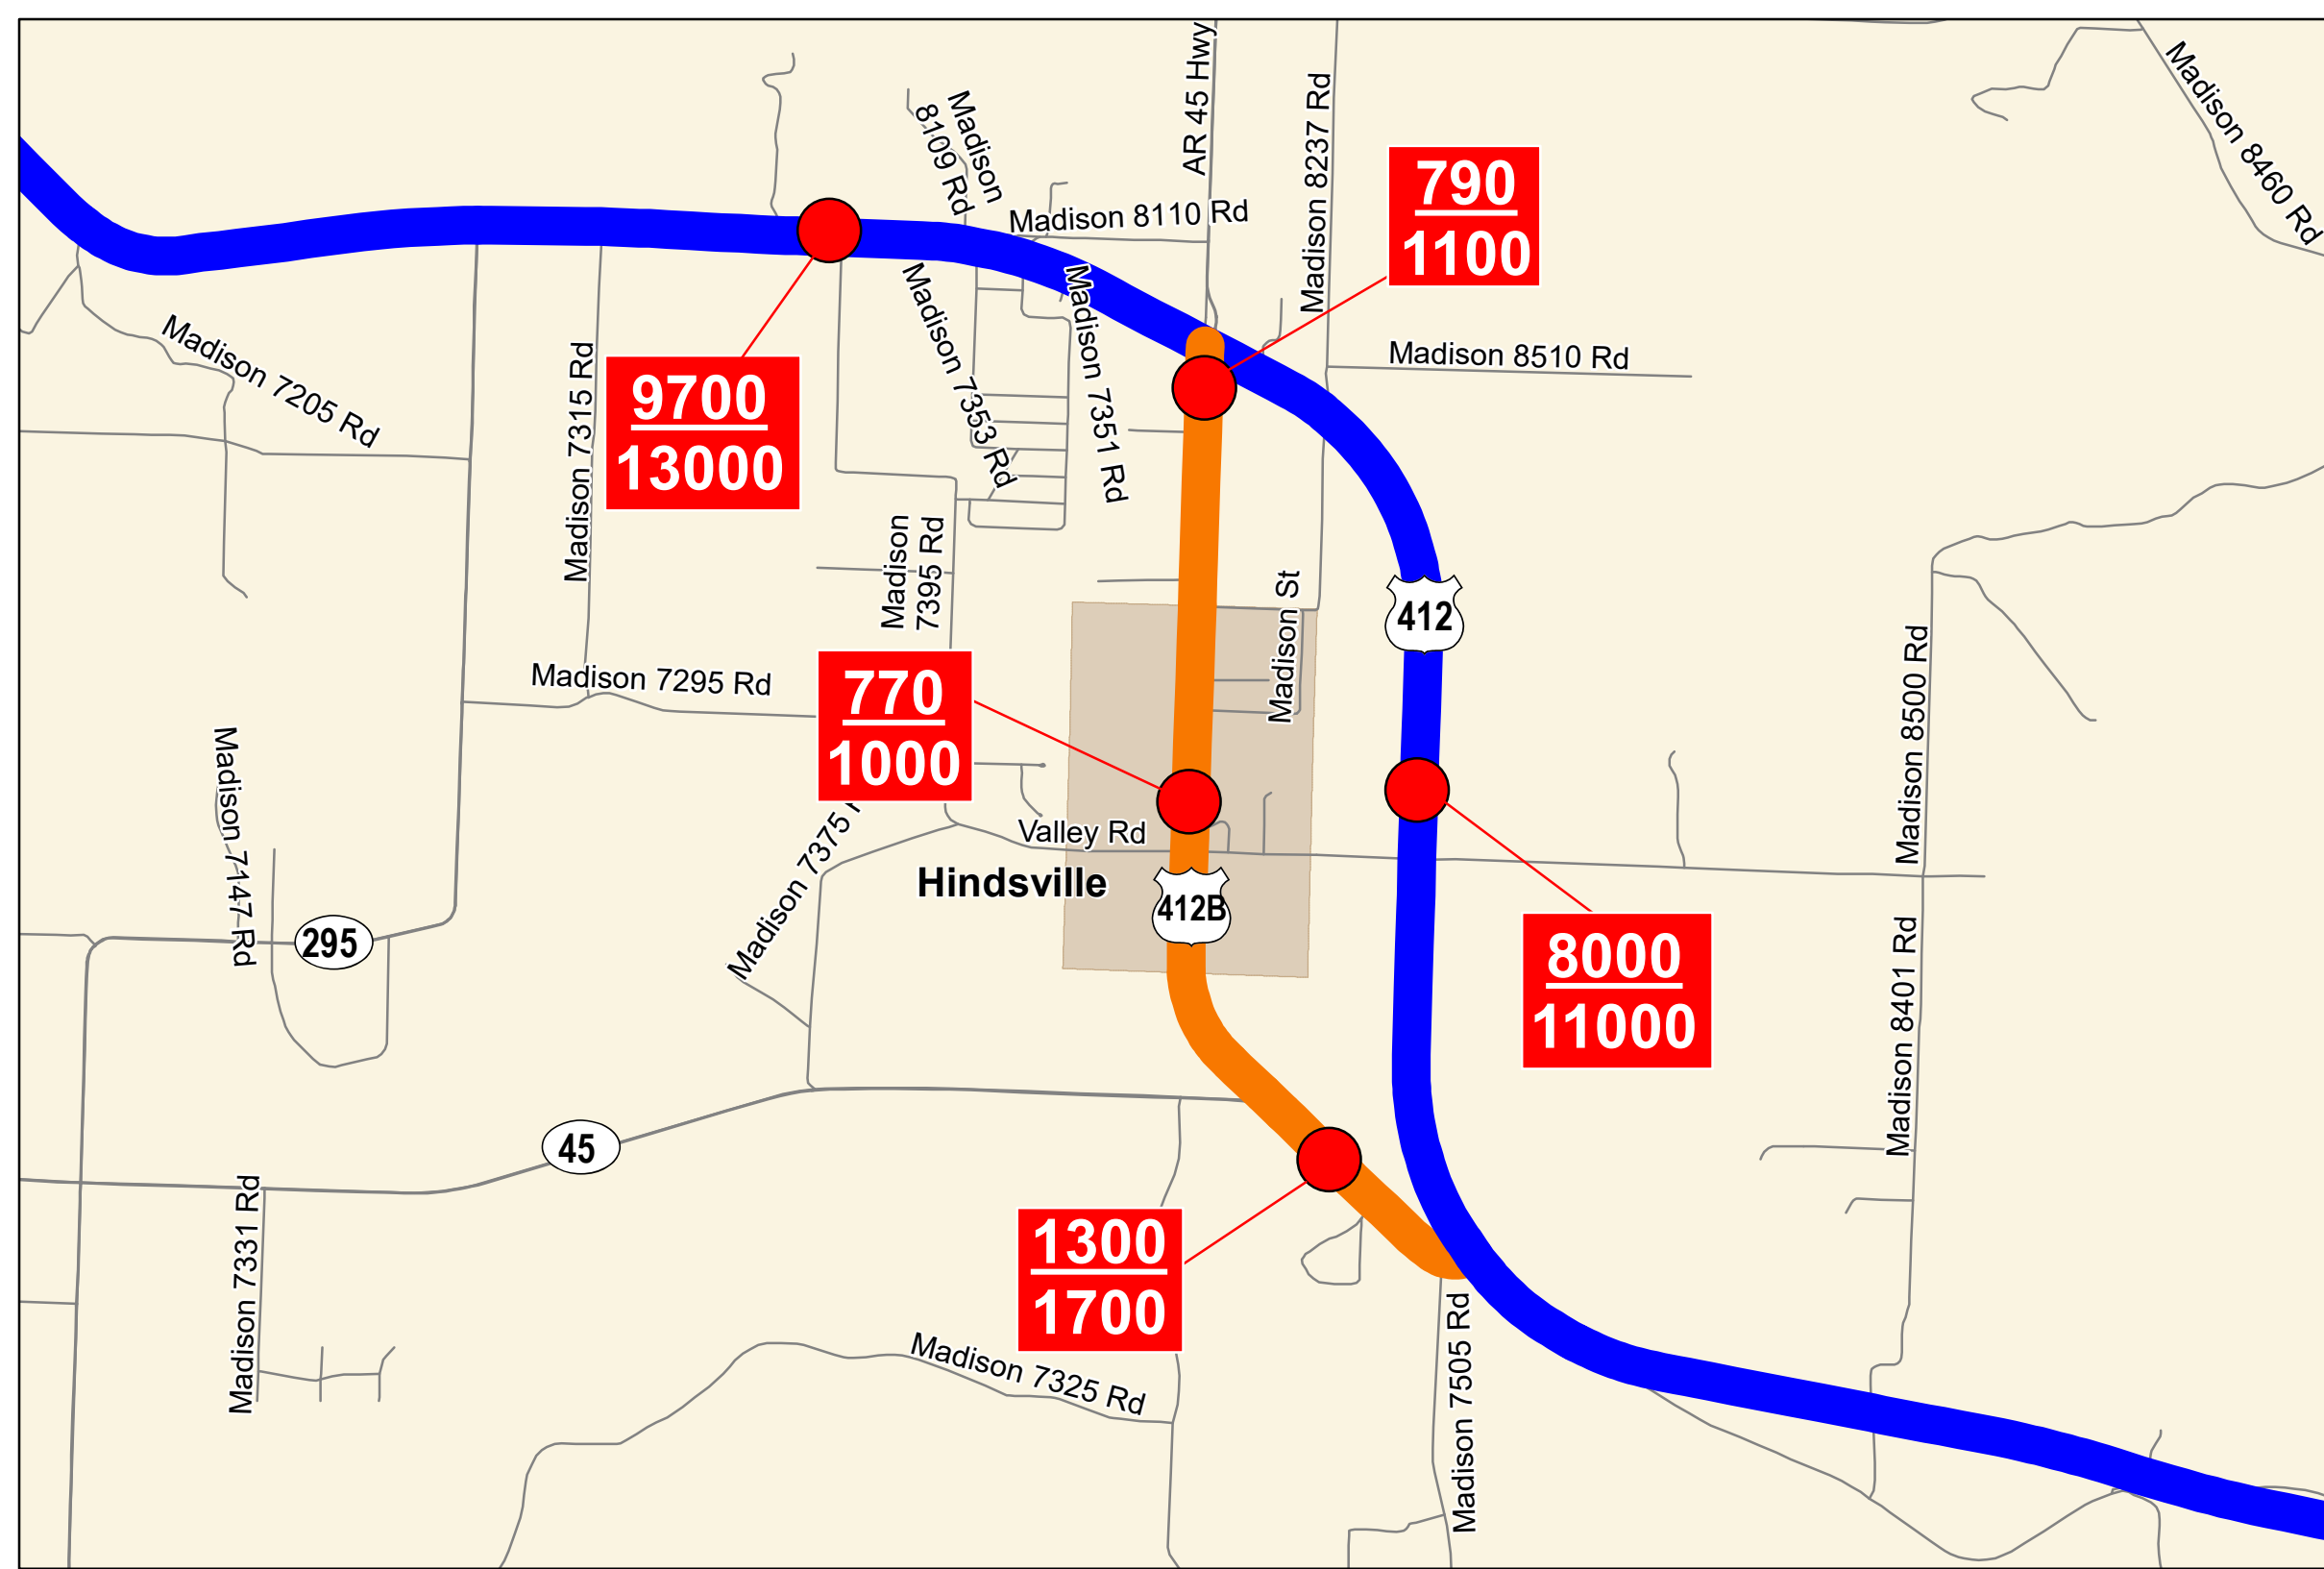 AR 45 Hwy
Madison
8109 Rd
Madison 8237 Rd
Madison 8460 Rd
Madison 8110 Rd
790
1100
Madison 7205 Rd
Madison 7315 Rd
9700
13000
Madison 7353 Rd
Madison 7351 Rd
Madison 8510 Rd
Madison
7395 Rd
Madison St
412
Madison 7295 Rd
770
1000
Madison 8500 Rd
Madison 7147 Rd
Madison 7375
Valley Rd
Hindsville
412B
295
8000
11000
Madison 8401 Rd
45
Madison 7331 Rd
1300
1700
Madison 7325 Rd
Madison 7505 Rd